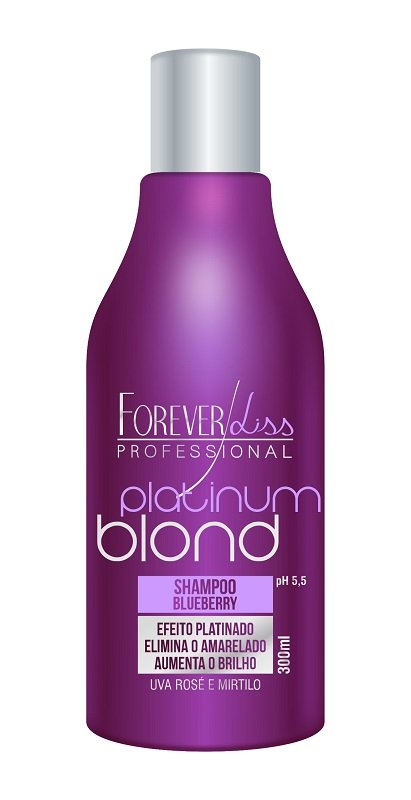 FOREVER Liss
PROFESSIONAL
platinum
blond
pH 5,5
SHAMPOO
BLUEBERRY
EFEITO PLATINADO
ELIMINA O AMARELADO
AUMENTA O BRILHO
300ml
UVA ROSÉ E MIRTILO